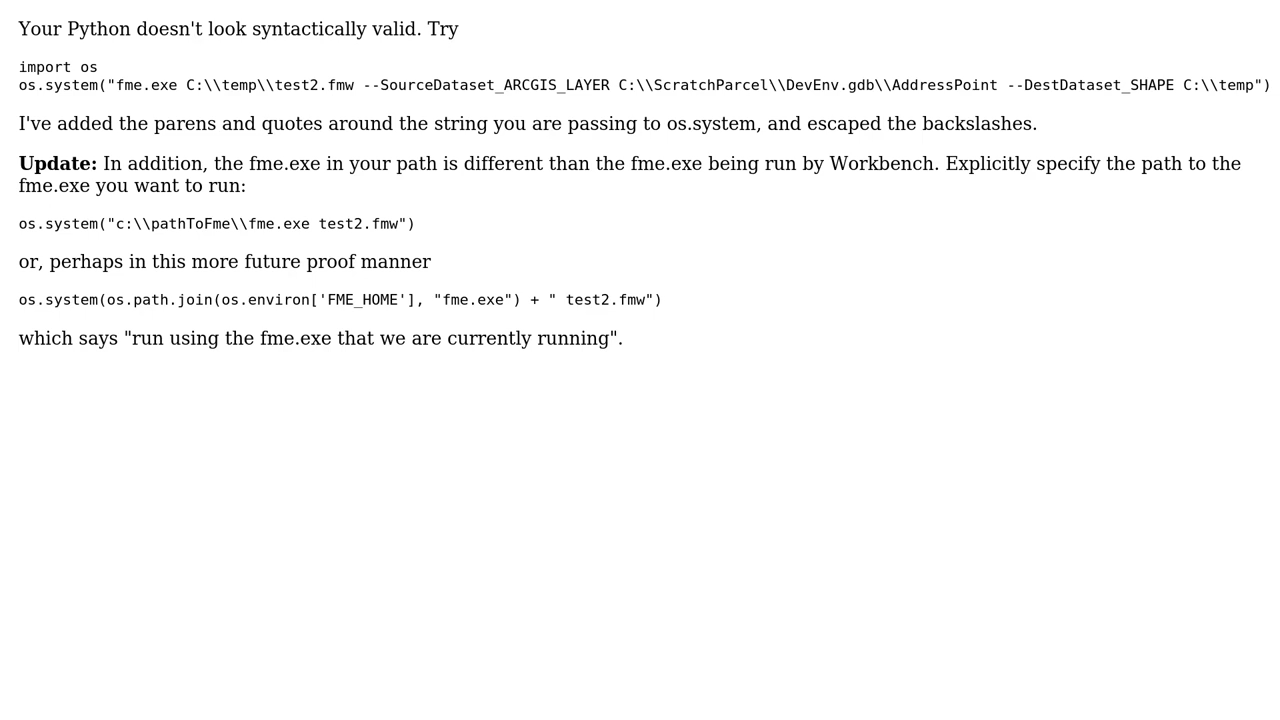 Your Python doesn't look syntactically valid. Try
import os
os.system("fme.exe C:\\temp\\test2.fmw --SourceDataset_ARCGIS_LAYER C:\\ScratchParcel\\DevEnv.gdb\\AddressPoint --DestDataset_SHAPE C:\\temp")
I've added the parens and quotes around the string you are passing to os.system, and escaped the backslashes.
Update: In addition, the fme.exe in your path is different than the fme.exe being run by Workbench. Explicitly specify the path to the
fme.exe you want to run:
os.system("c:\\pathToFme\\fme.exe test2.fmw")
or, perhaps in this more future proof manner
os.system(os.path.join(os.environ['FME_HOME'], "fme.exe") + " test2.fmw")
which says "run using the fme.exe that we are currently running".